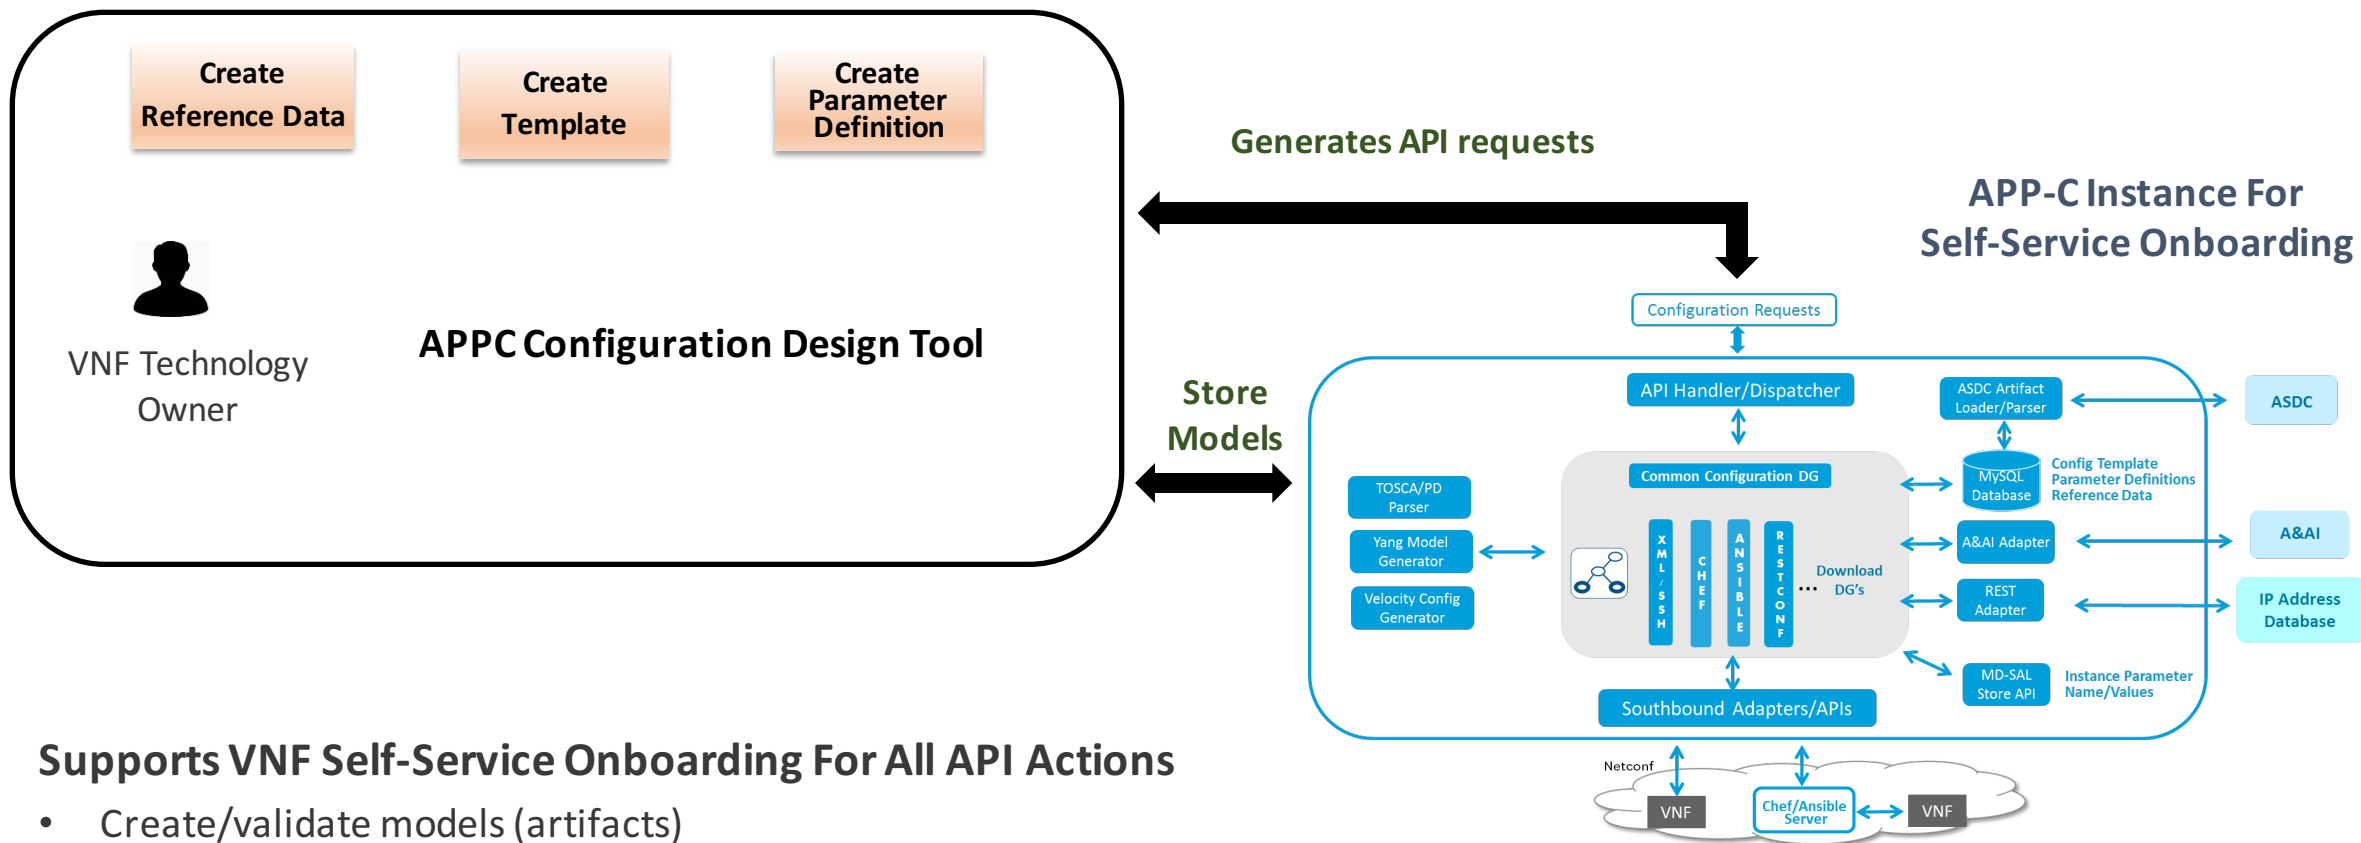 Create
Reference Data
Create
Template
Create
Parameter
Definition
VNF Technology
Owner
APPC Configuration Design Tool
Generates API requests
Store
Models
APP-C Instance For
Self-Service Onboarding
Configuration Requests
API Handler/Dispatcher
ASDC Artifact
Loader/Parser
ASDC
TOSCA/PD
Parser
Yang Model
Generator
Velocity Config
Generator
Common Configuration DG
XML/SSH
CHEF
ANSIBLE
RESTCONF
... Download
DG's
MySQL
Database
Config Template
Parameter Definitions
Reference Data
A&AI Adapter
A&AI
REST
Adapter
IP Address
Database
MD-SAL
Store API
Instance Parameter
Name/Values
Southbound Adapters/APIs
Netconf
VNF
Chef/Ansible
Server
VNF
Supports VNF Self-Service Onboarding For All API Actions
• Create/validate models (artifacts)